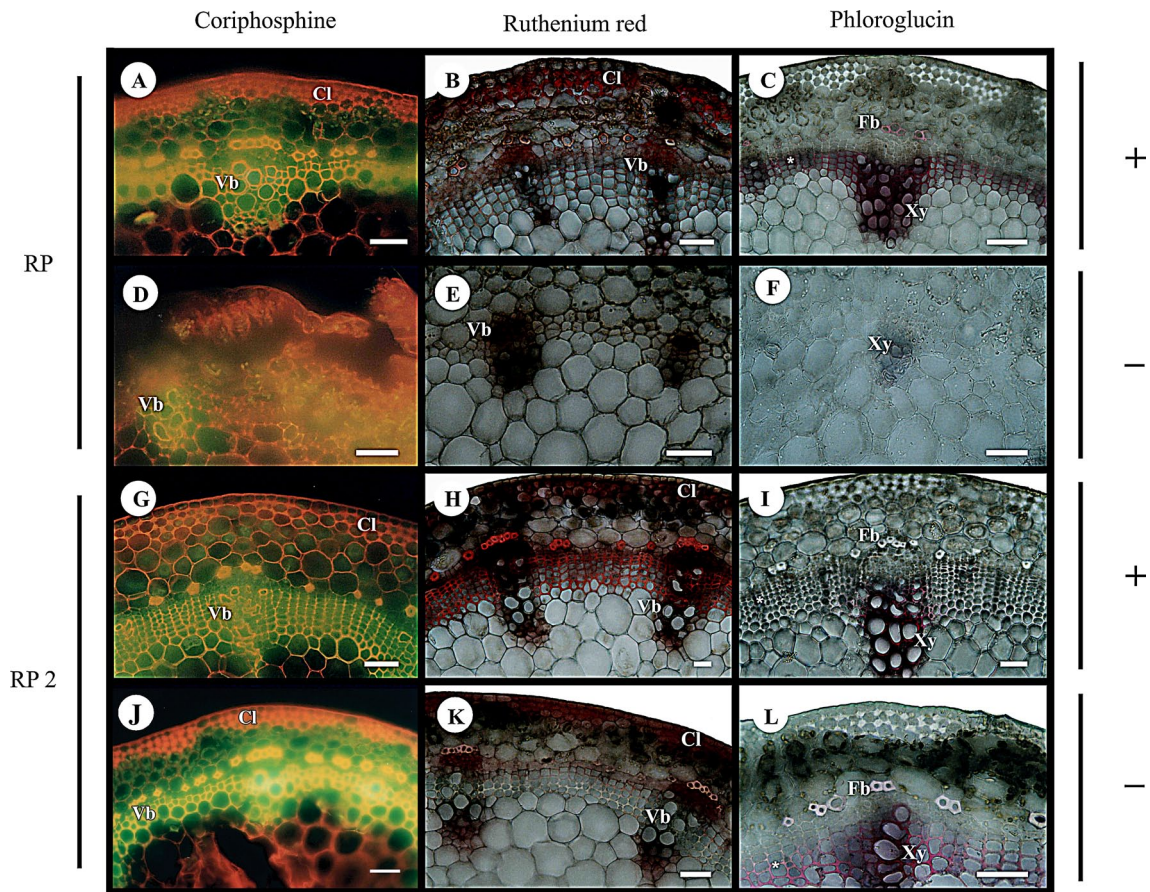 Coriphosphine Ruthenium red Phloroglucin
A B C
Cl Cl
Fb
Vb Vb * Xy
+
RP
D E F
Vb Xy
Vb
−
G H I
Cl Cl Fb
Vb Vb * Xy
+
RP 2
J K L
Cl Cl
Fb
Vb Vb * Xy
−